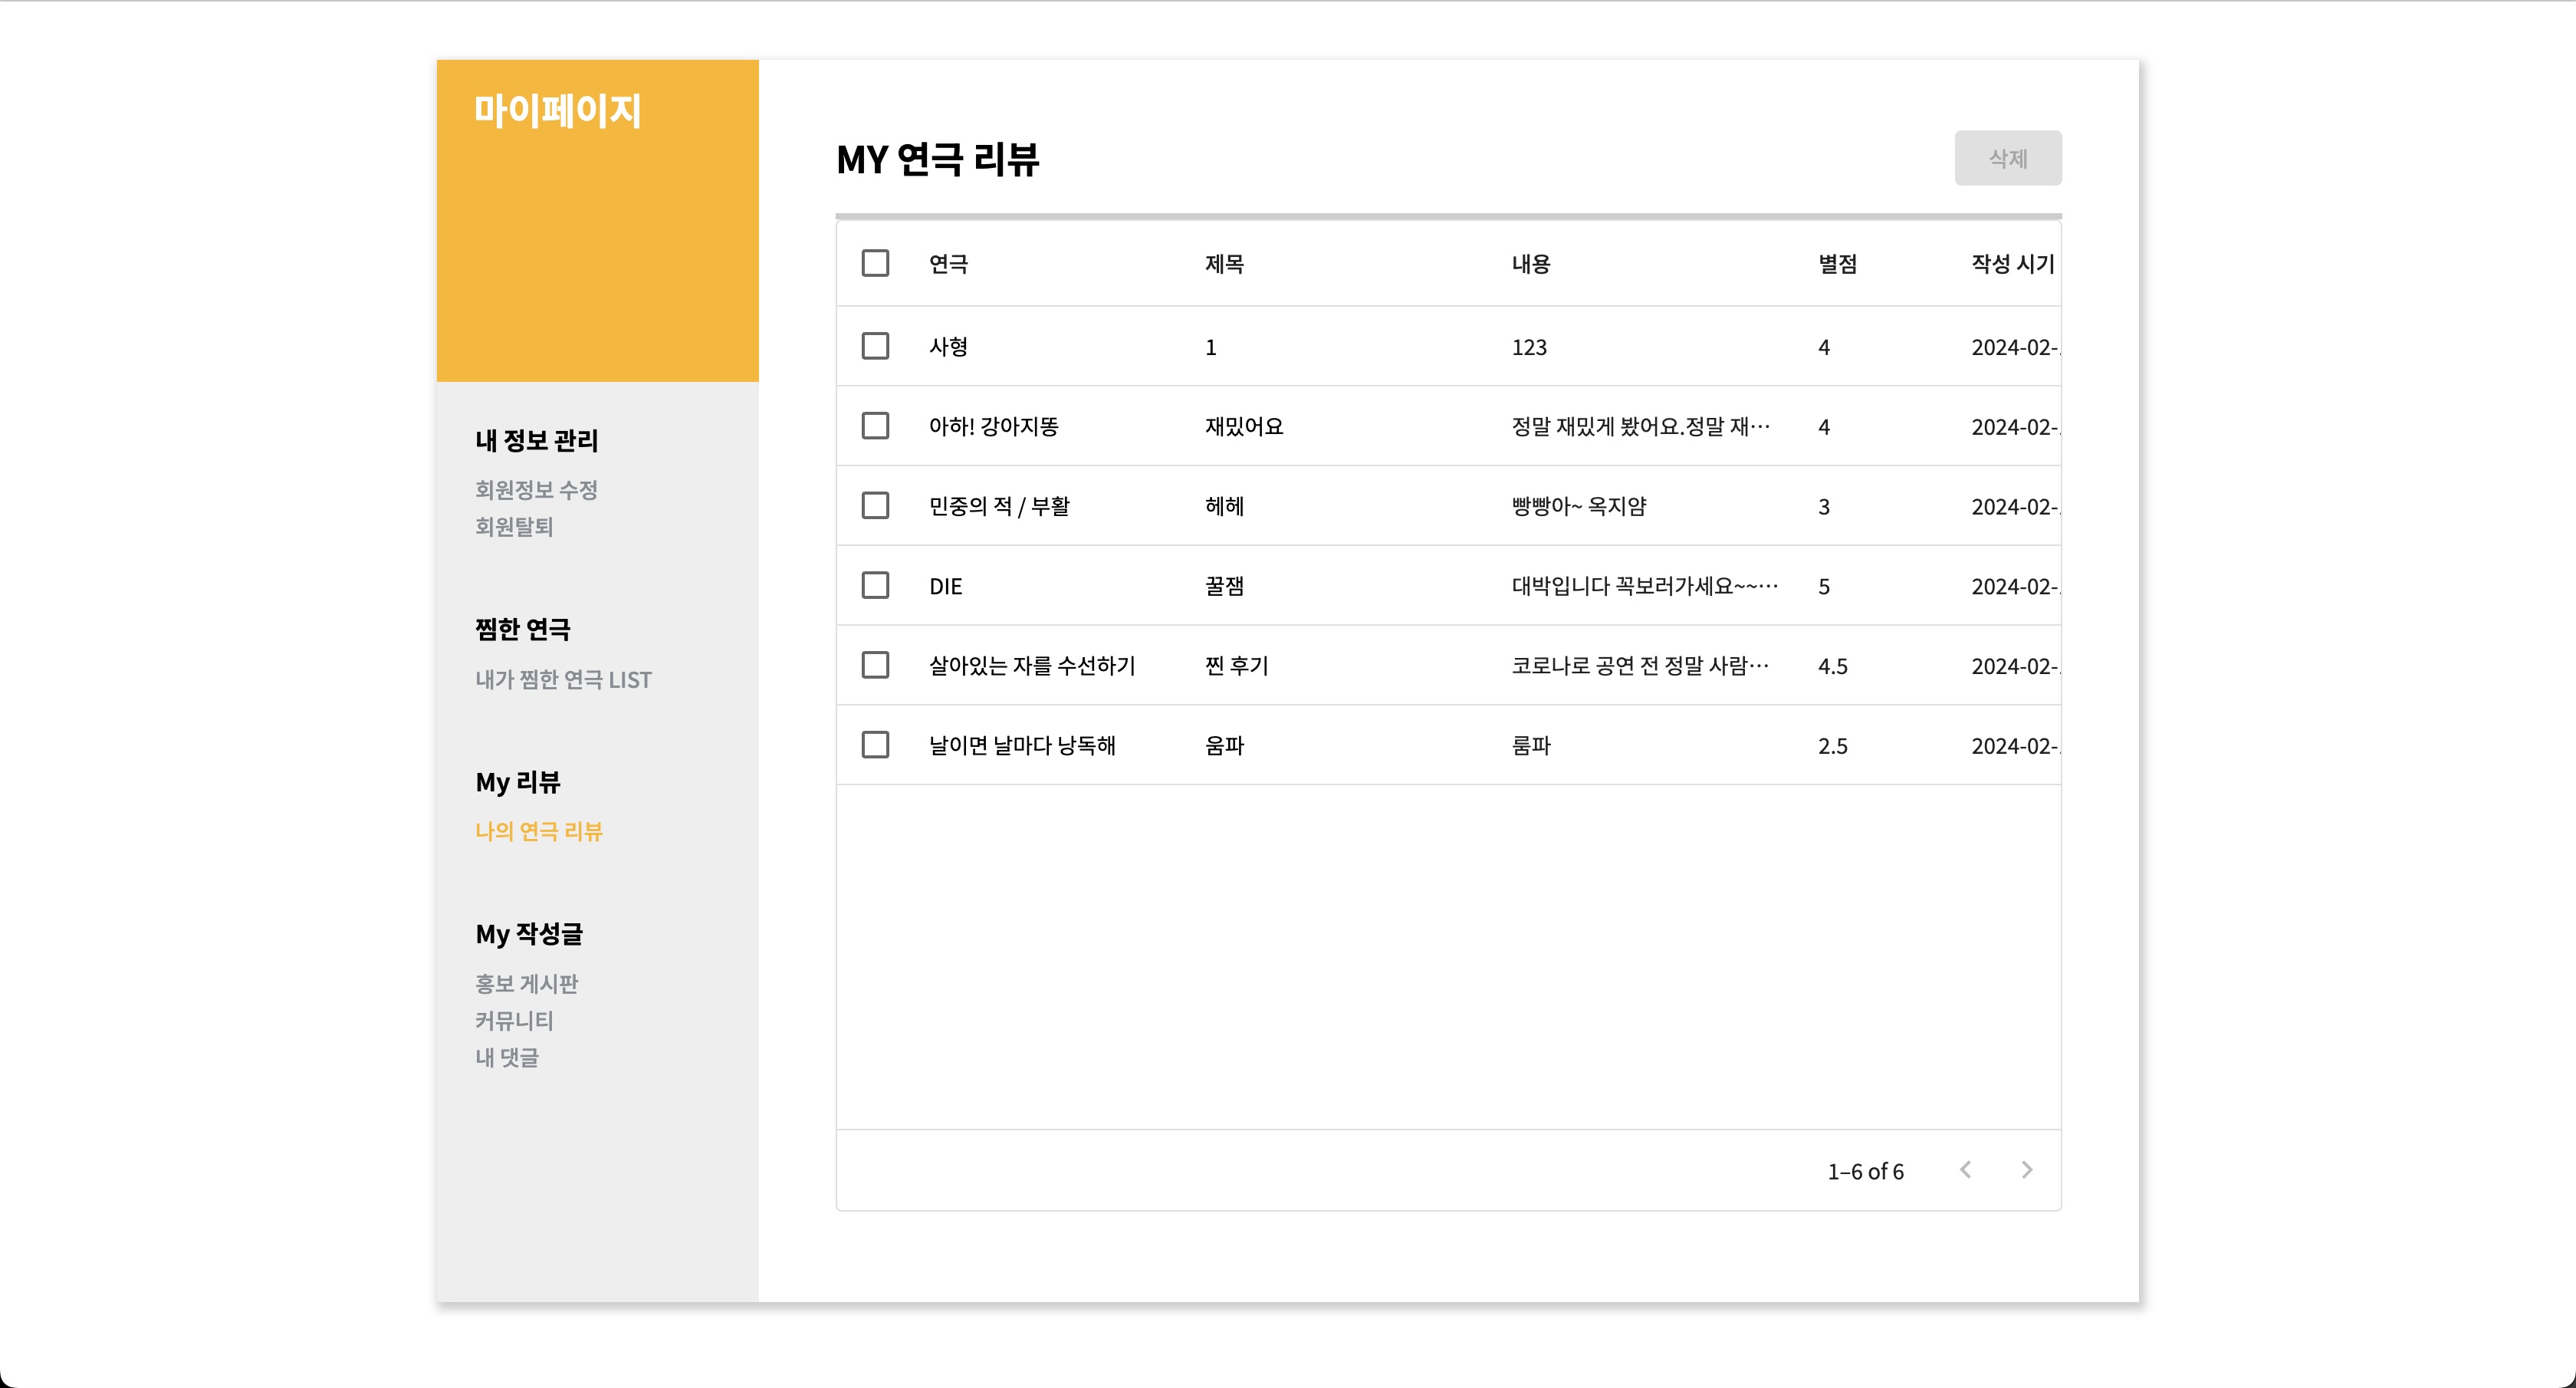 마이페이지
내 정보 관리
회원정보 수정
회원탈퇴
찜한 연극
내가 찜한 연극 LIST
My 리뷰
나의 연극 리뷰
My 작성글
홍보 게시판
커뮤니티
내 댓글
MY 연극 리뷰
삭제
연극 제목 내용 별점 작성 시기
사형 1 123 4 2024-02-
아하! 강아지똥 재밌어요 정말 재밌게 봤어요.정말 재… 4 2024-02-
민중의 적 / 부활 헤헤 빵빵아~ 옥지얌 3 2024-02-
DIE 꿀잼 대박입니다 꼭보러가세요~~… 5 2024-02-
살아있는 자를 수선하기 찐 후기 코로나로 공연 전 정말 사람… 4.5 2024-02-
날이면 날마다 낭독해 움파 룸파 2.5 2024-02-
1–6 of 6